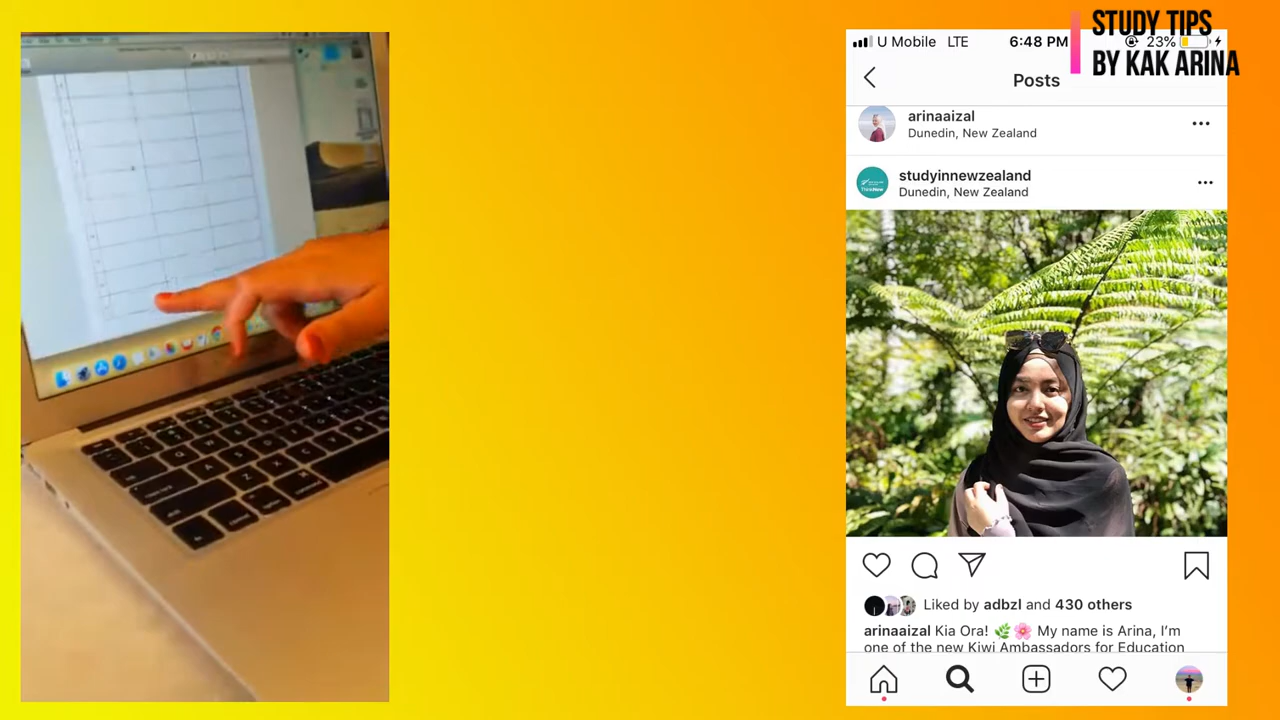 STUDY TIPS
BY KAK ARINA
U Mobile LTE
6:48 PM
23%
Posts
arinaaizal
Dunedin, New Zealand
studyinnewzealand
Dunedin, New Zealand
Liked by adbzl and 430 others
arinaaizal Kia Ora! 🌿🌸 My name is Arina, I’m
one of the new Kiwi Ambassadors for Education